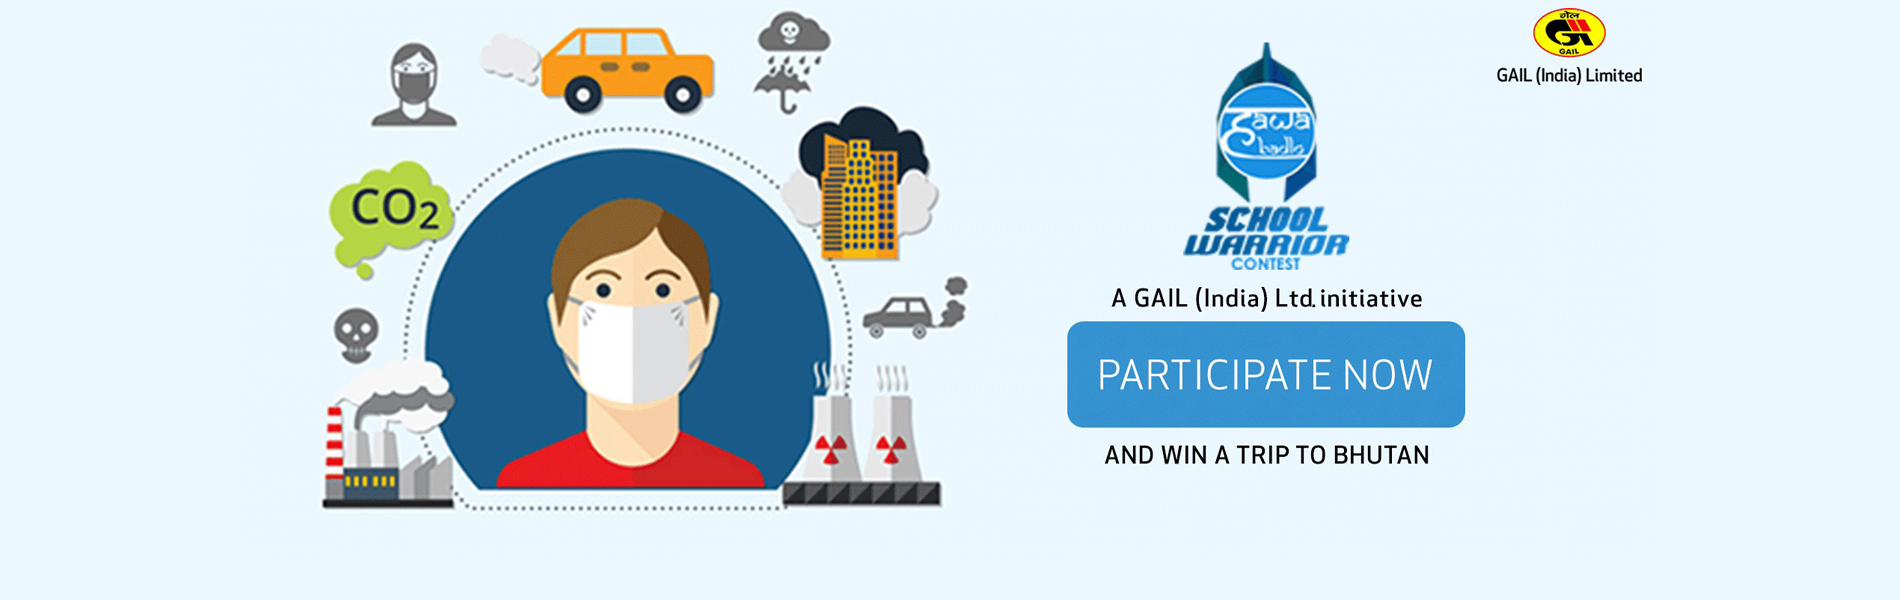 CO2
Hawa
Badlo
SCHOOL
WARRIOR
CONTEST
A GAIL (India) Ltd. initiative
PARTICIPATE NOW
AND WIN A TRIP TO BHUTAN
गेल
GAIL
GAIL (India) Limited